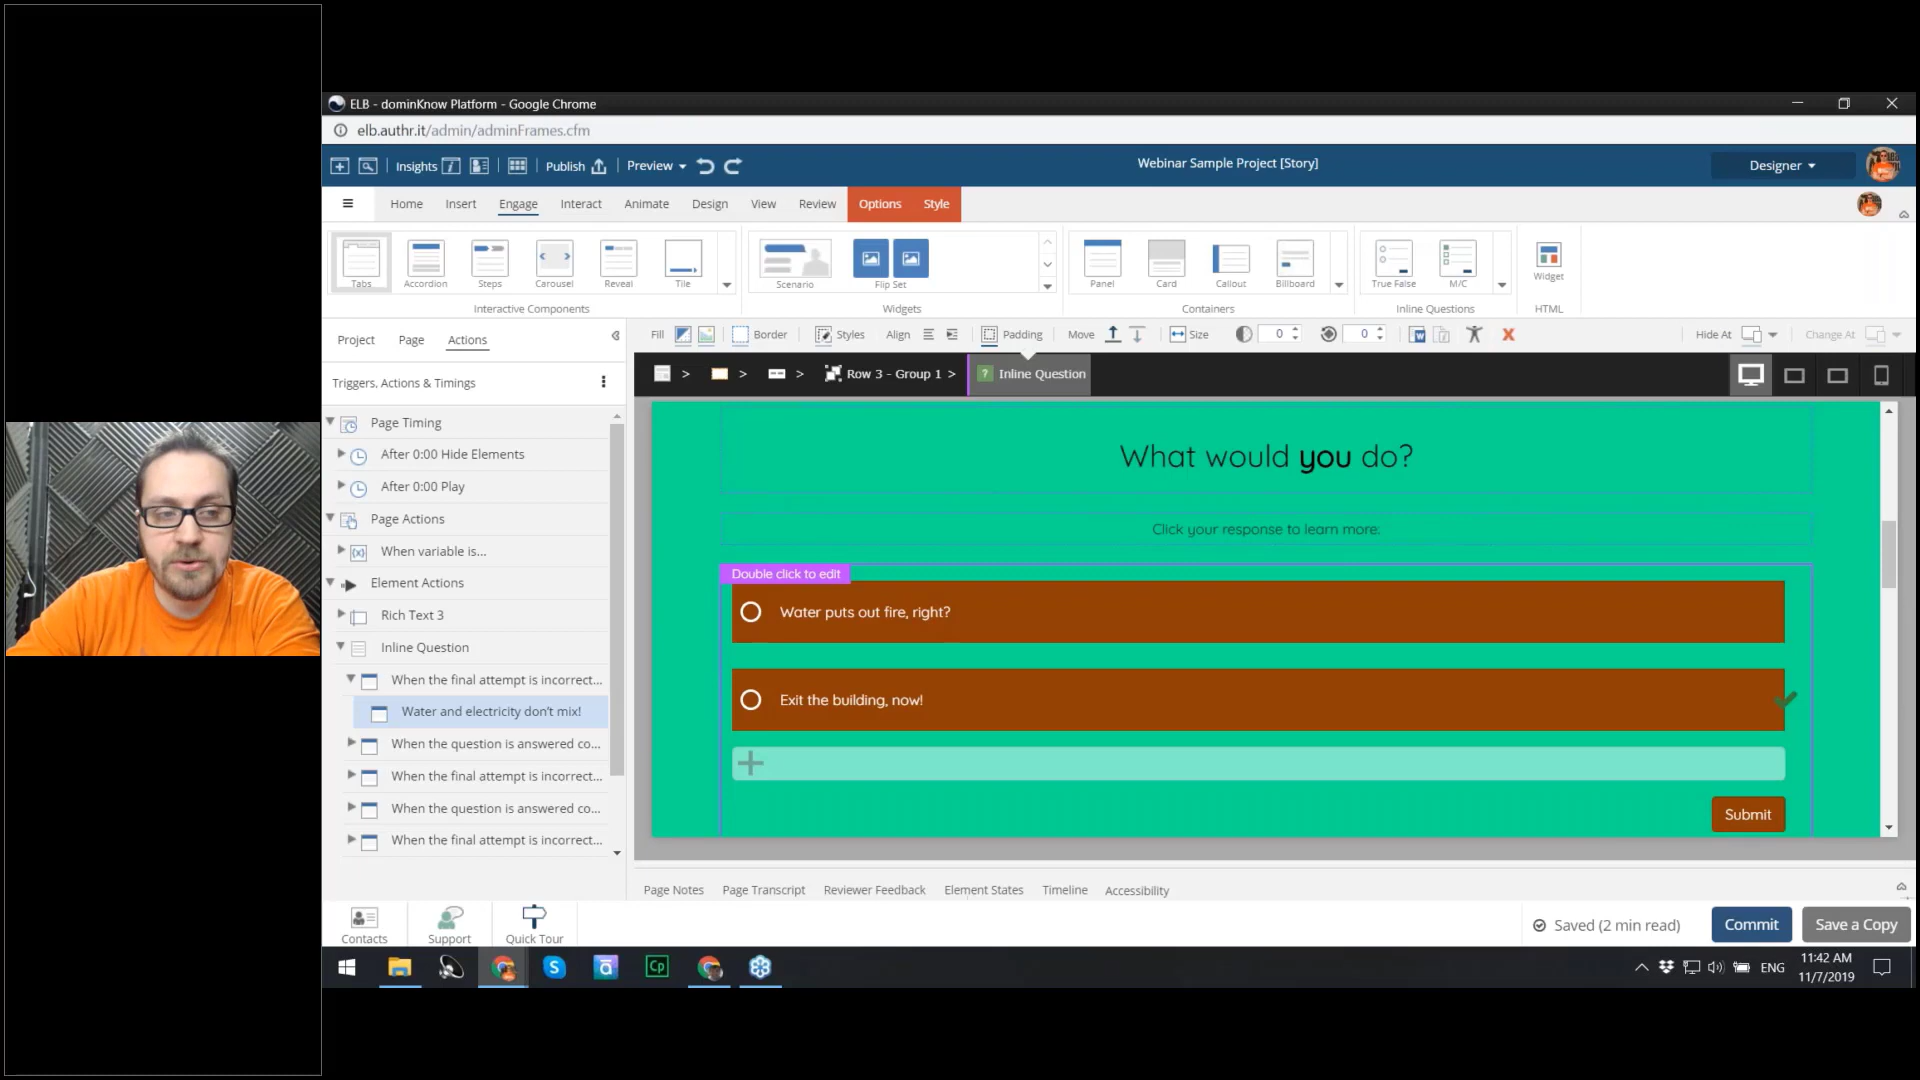 ELB - dominKnow Platform - Google Chrome
elb.authr.it/admin/adminFrames.cfm
Insights
Publish
Preview
Webinar Sample Project [Story]
Designer
Home
Insert
Engage
Interact
Animate
Design
View
Review
Options
Style
Tabs
Accordion
Steps
Carousel
Reveal
Tile
Scenario
Flip Set
Panel
Card
Callout
Billboard
True False
M/C
Widget
Interactive Components
Widgets
Containers
Inline Questions
HTML
Project
Page
Actions
Fill
Border
Styles
Align
Padding
Move
Size
0
0
Hide At
Change At
Row 3 - Group 1 >
Inline Question
Triggers, Actions & Timings
Page Timing
After 0:00 Hide Elements
After 0:00 Play
Page Actions
When variable is...
Element Actions
Rich Text 3
Inline Question
When the final attempt is incorrect...
Water and electricity don't mix!
When the question is answered co...
When the final attempt is incorrect...
When the question is answered co...
When the final attempt is incorrect...
What would you do?
Click your response to learn more.
Double click to edit
Water puts out fire, right?
Exit the building, now!
Submit
Page Notes
Page Transcript
Reviewer Feedback
Element States
Timeline
Accessibility
Contacts
Support
Quick Tour
Saved (2 min read)
Commit
Save a Copy
Cp
ENG
11:42 AM
11/7/2019